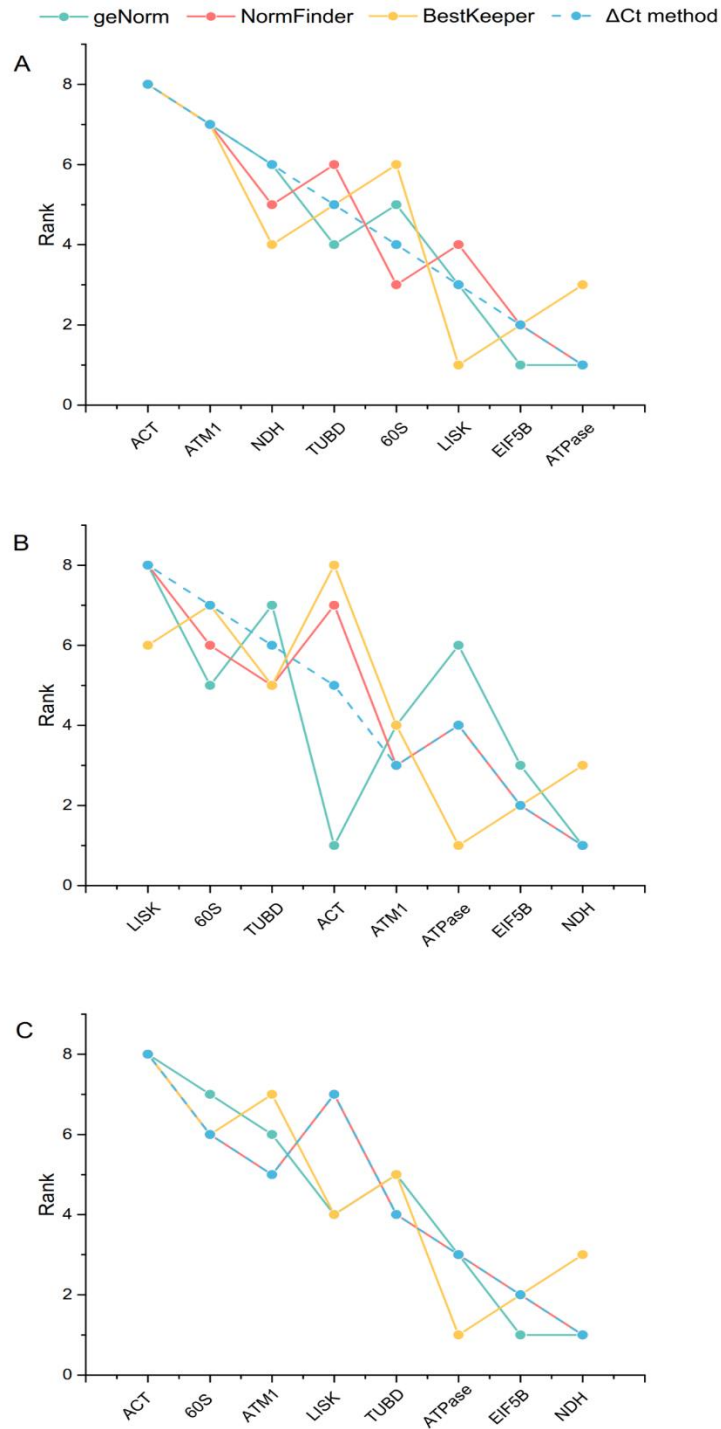 geNorm NormFinder BestKeeper ΔCt method
A
8
6
4
2
0
Rank
ACT ATM1 NDH TUBD 60S LISK EIF5B ATPase
B
8
6
4
2
0
Rank
LISK 60S TUBD ACT ATM1 ATPase EIF5B NDH
C
8
6
4
2
0
Rank
ACT 60S ATM1 LISK TUBD ATPase EIF5B NDH